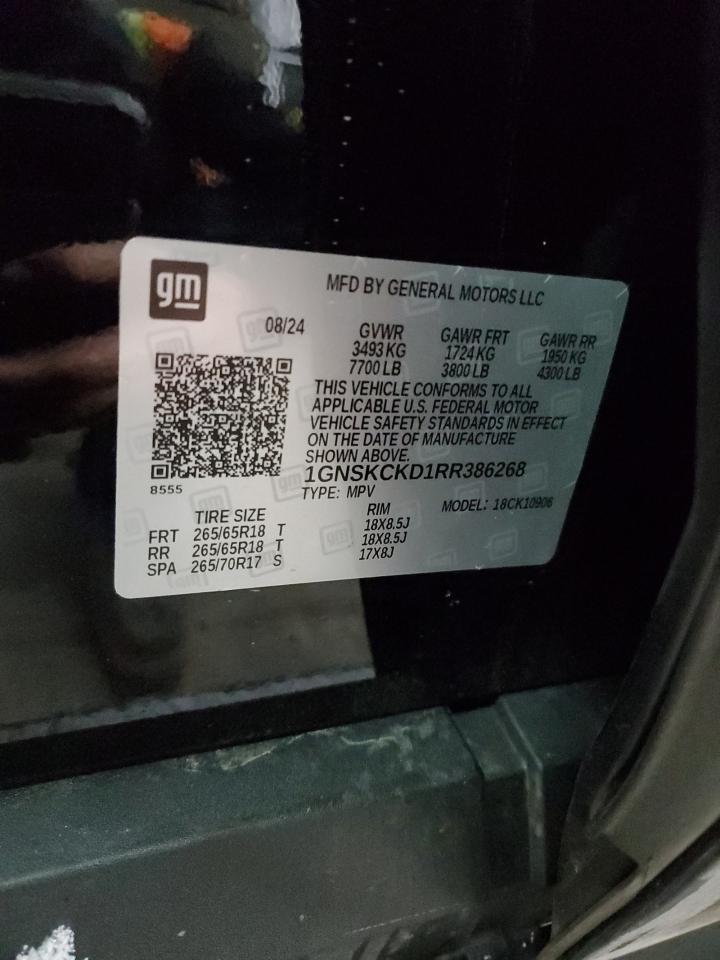 gm
MFD BY GENERAL MOTORS LLC
08/24 GVWR GAWR FRT GAWR RR
3493 KG 1724 KG 1950 KG
7700 LB 3800 LB 4300 LB
THIS VEHICLE CONFORMS TO ALL
APPLICABLE U.S. FEDERAL MOTOR
VEHICLE SAFETY STANDARDS IN EFFECT
ON THE DATE OF MANUFACTURE
SHOWN ABOVE.
1GNSKCKD1RR386268
8555
TYPE: MPV MODEL: 18CK10906
TIRE SIZE RIM
FRT 265/65R18 T 18X8.5J
RR 265/65R18 T 18X8.5J
SPA 265/70R17 S 17X8J